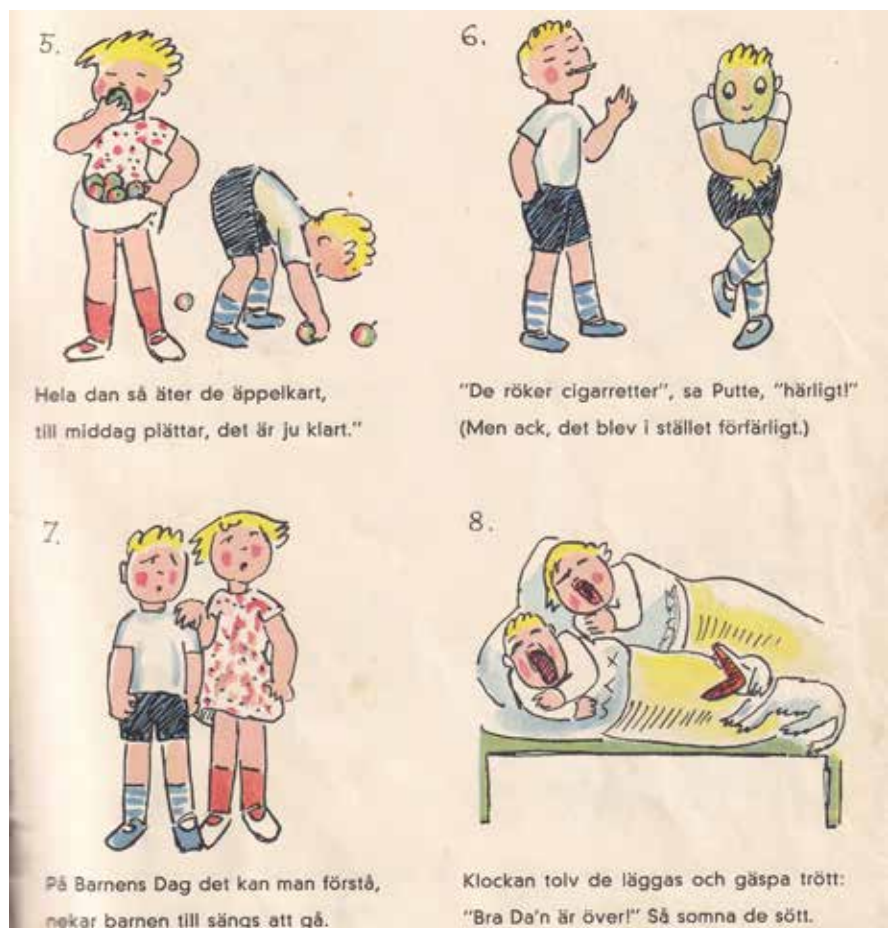 5.
Hela dan så äter de äppelkart,
till middag plättar, det är ju klart."
6.
"De röker cigarretter", sa Putte, "härligt!"
(Men ack, det blev i stället förfärligt.)
7.
På Barnens Dag det kan man förstå,
nekar barnen till sängs att gå.
8.
Klockan tolv de läggas och gäspa trött:
"Bra Da'n är över!" Så somna de sött.